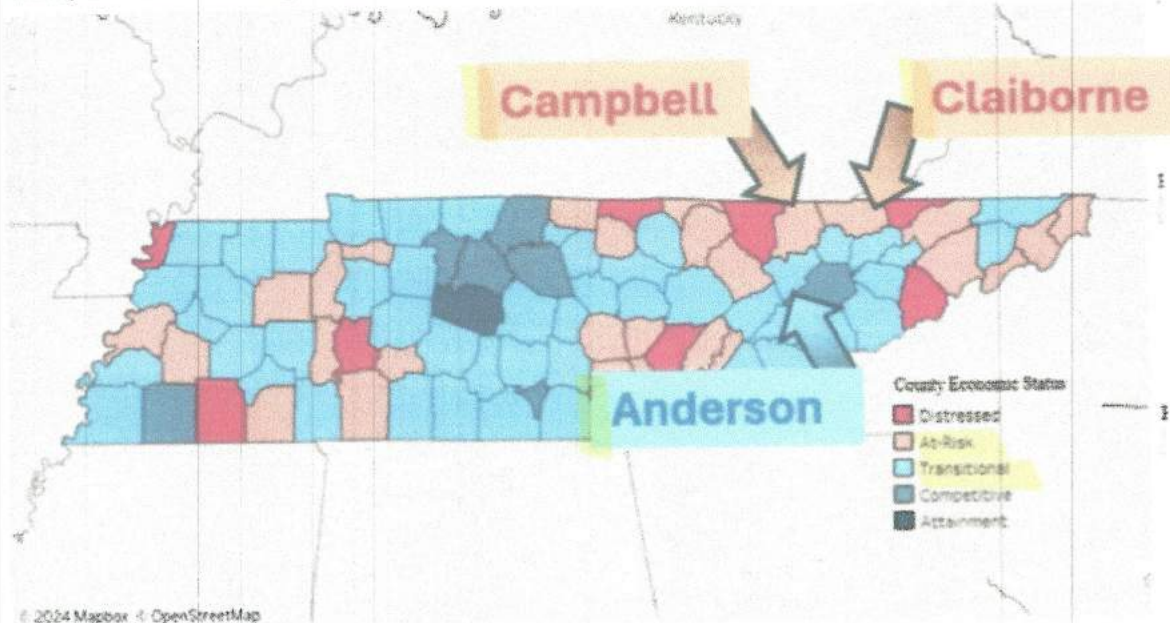 Kentucky
Campbell
Claiborne
Anderson
County Economic Status
Distressed
At-Risk
Transitional
Competitive
Attainment
© 2024 Mapbox © OpenStreetMap